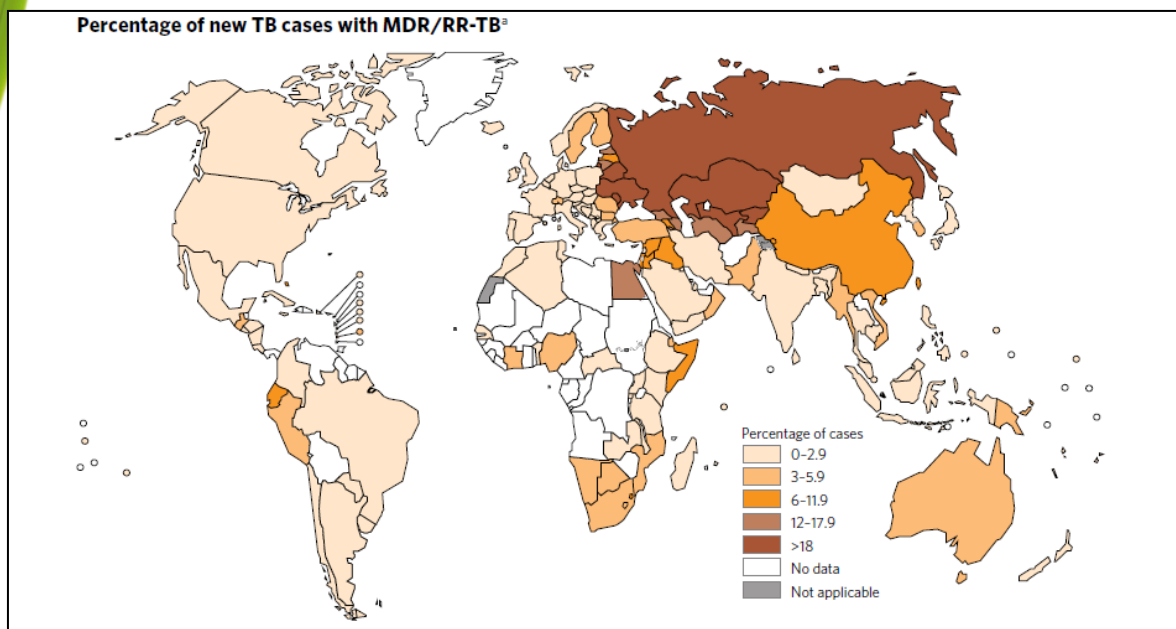 Percentage of new TB cases with MDR/RR-TBᵃ
Percentage of cases
0–2.9
3–5.9
6–11.9
12–17.9
>18
No data
Not applicable